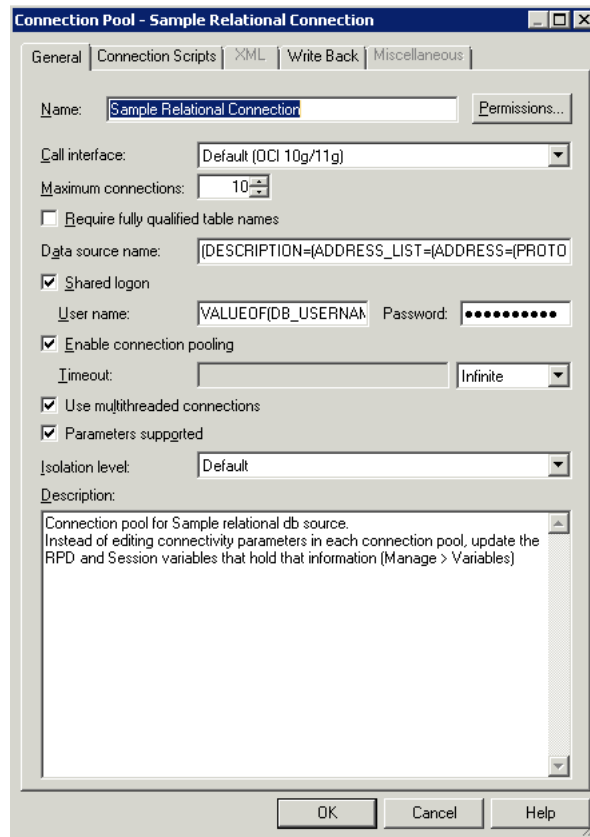 Connection Pool - Sample Relational Connection
General Connection Scripts XML Write Back Miscellaneous
Name: Sample Relational Connection Permissions...
Call interface: Default (OCI 10g/11g)
Maximum connections: 10
Require fully qualified table names
Data source name: (DESCRIPTION=(ADDRESS_LIST=(ADDRESS=(PROTO
Shared logon
User name: VALUEOF(DB_USERNAM Password: ●●●●●●●●●●
Enable connection pooling
Timeout: Infinite
Use multithreaded connections
Parameters supported
Isolation level: Default
Description:
Connection pool for Sample relational db source.
Instead of editing connectivity parameters in each connection pool, update the
RPD and Session variables that hold that information (Manage > Variables)
OK Cancel Help